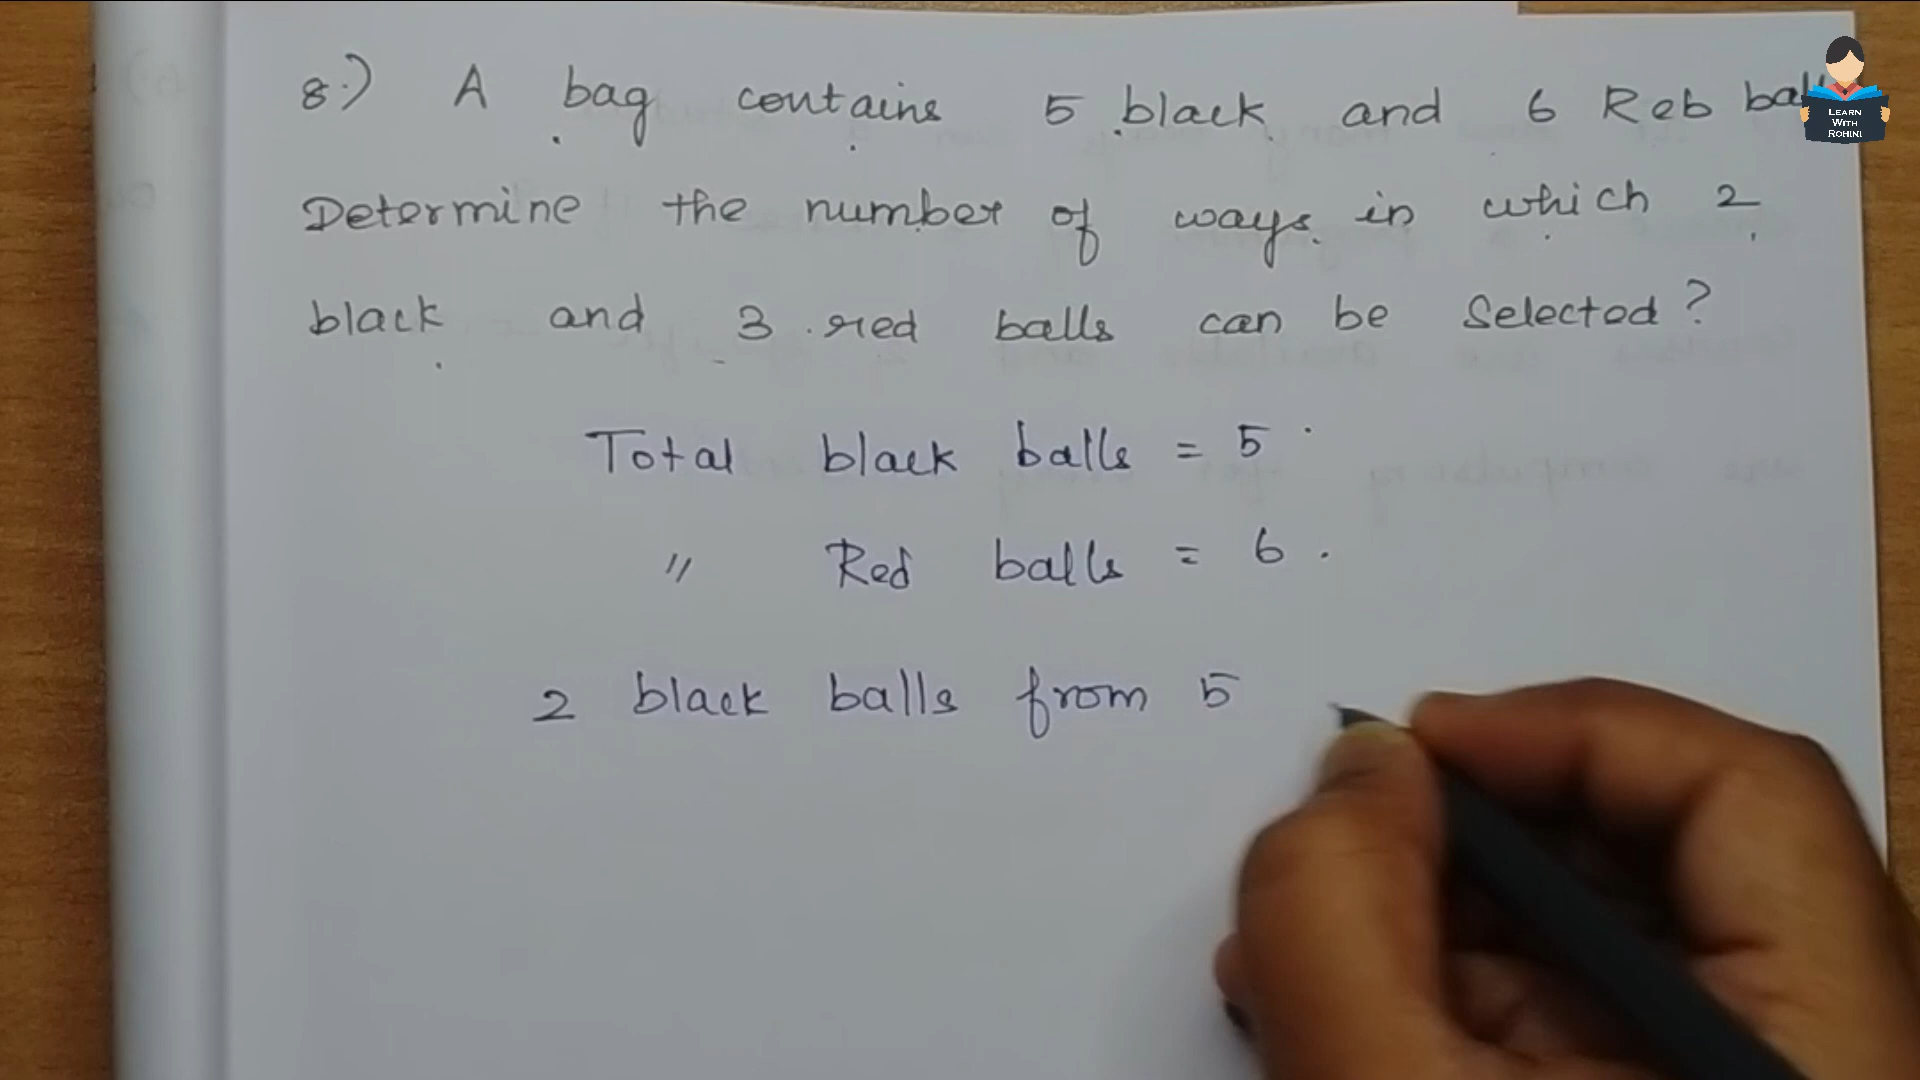 8.) A bag contains 5 black and 6 Reb
Determine the number of ways in which 2
black and 3 red balls can be Selected?
Total black balls = 5
" Red balls = 6.
2 black balls from 5
LEARN
WITH
ROHINI